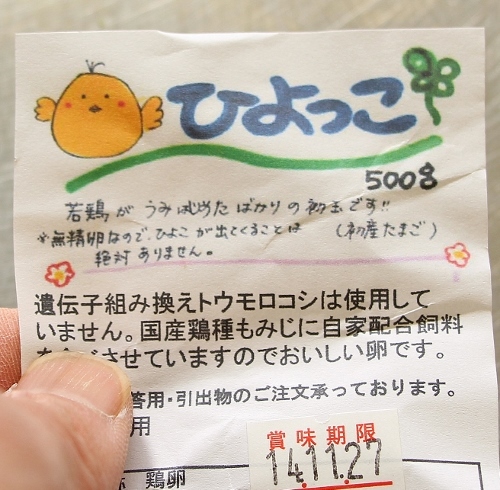 ひよっこ
500g
若鶏が うみはじめた ばかりの 初玉です!!
※無精卵なので、ひよこが出てくることは (初産たまご)
絶対ありません。
遺伝子組み換えトウモロコシは使用して
いません。国産鶏種もみじに自家配合飼料
させていますのでおいしい卵です。
答用・引出物のご注文承っております。
用
賞味期限
14.11.27
鶏卵